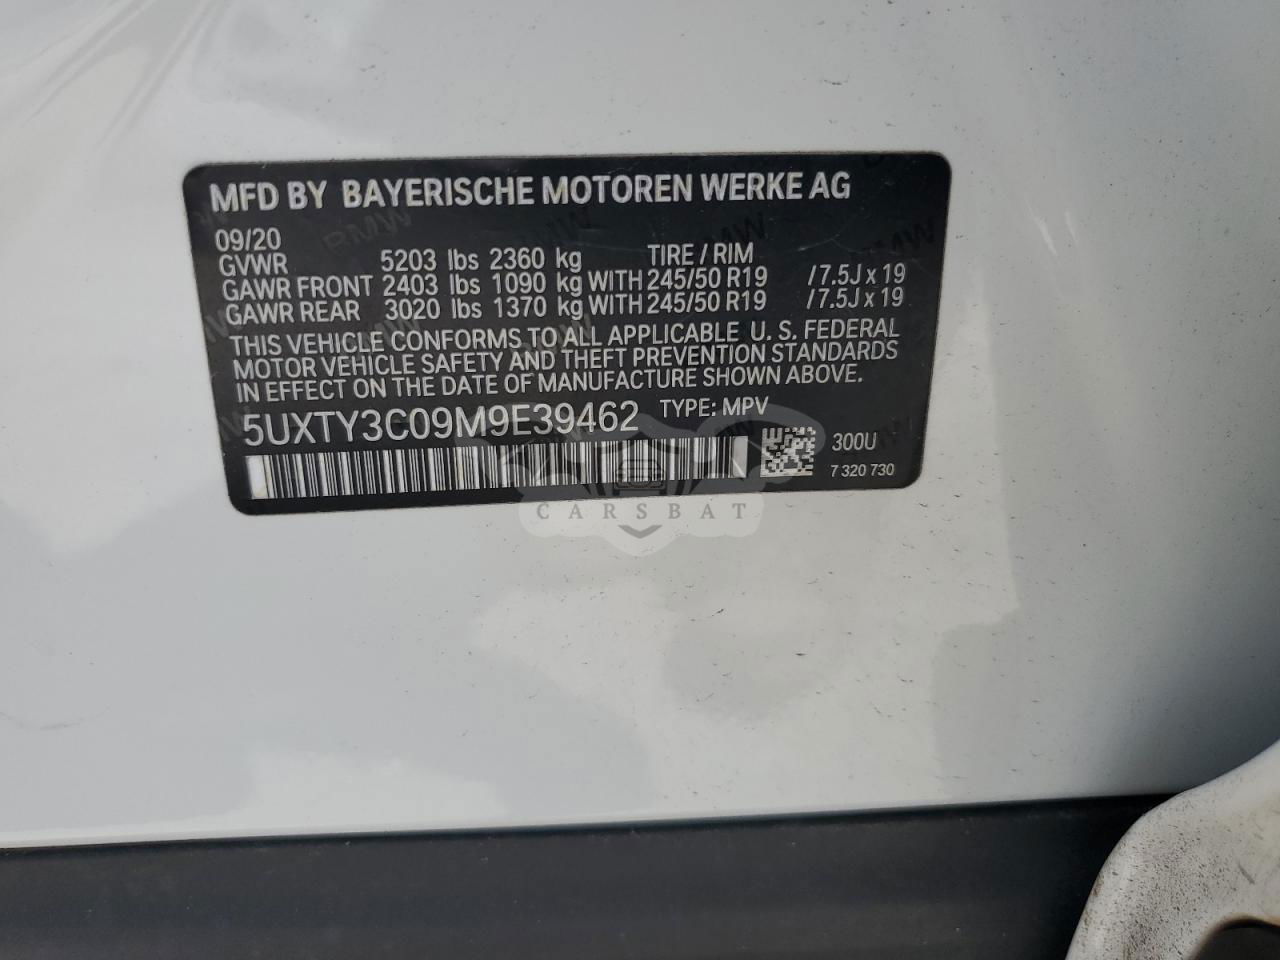 MFD BY BAYERISCHE MOTOREN WERKE AG
09/20
GVWR 5203 lbs 2360 kg TIRE / RIM
GAWR FRONT 2403 lbs 1090 kg WITH 245/50 R19 /7.5J x 19
GAWR REAR 3020 lbs 1370 kg WITH 245/50 R19 /7.5J x 19
THIS VEHICLE CONFORMS TO ALL APPLICABLE U. S. FEDERAL
MOTOR VEHICLE SAFETY AND THEFT PREVENTION STANDARDS
IN EFFECT ON THE DATE OF MANUFACTURE SHOWN ABOVE.
5UXTY3C09M9E39462 TYPE: MPV
300U
7 320 730
CARSBAT